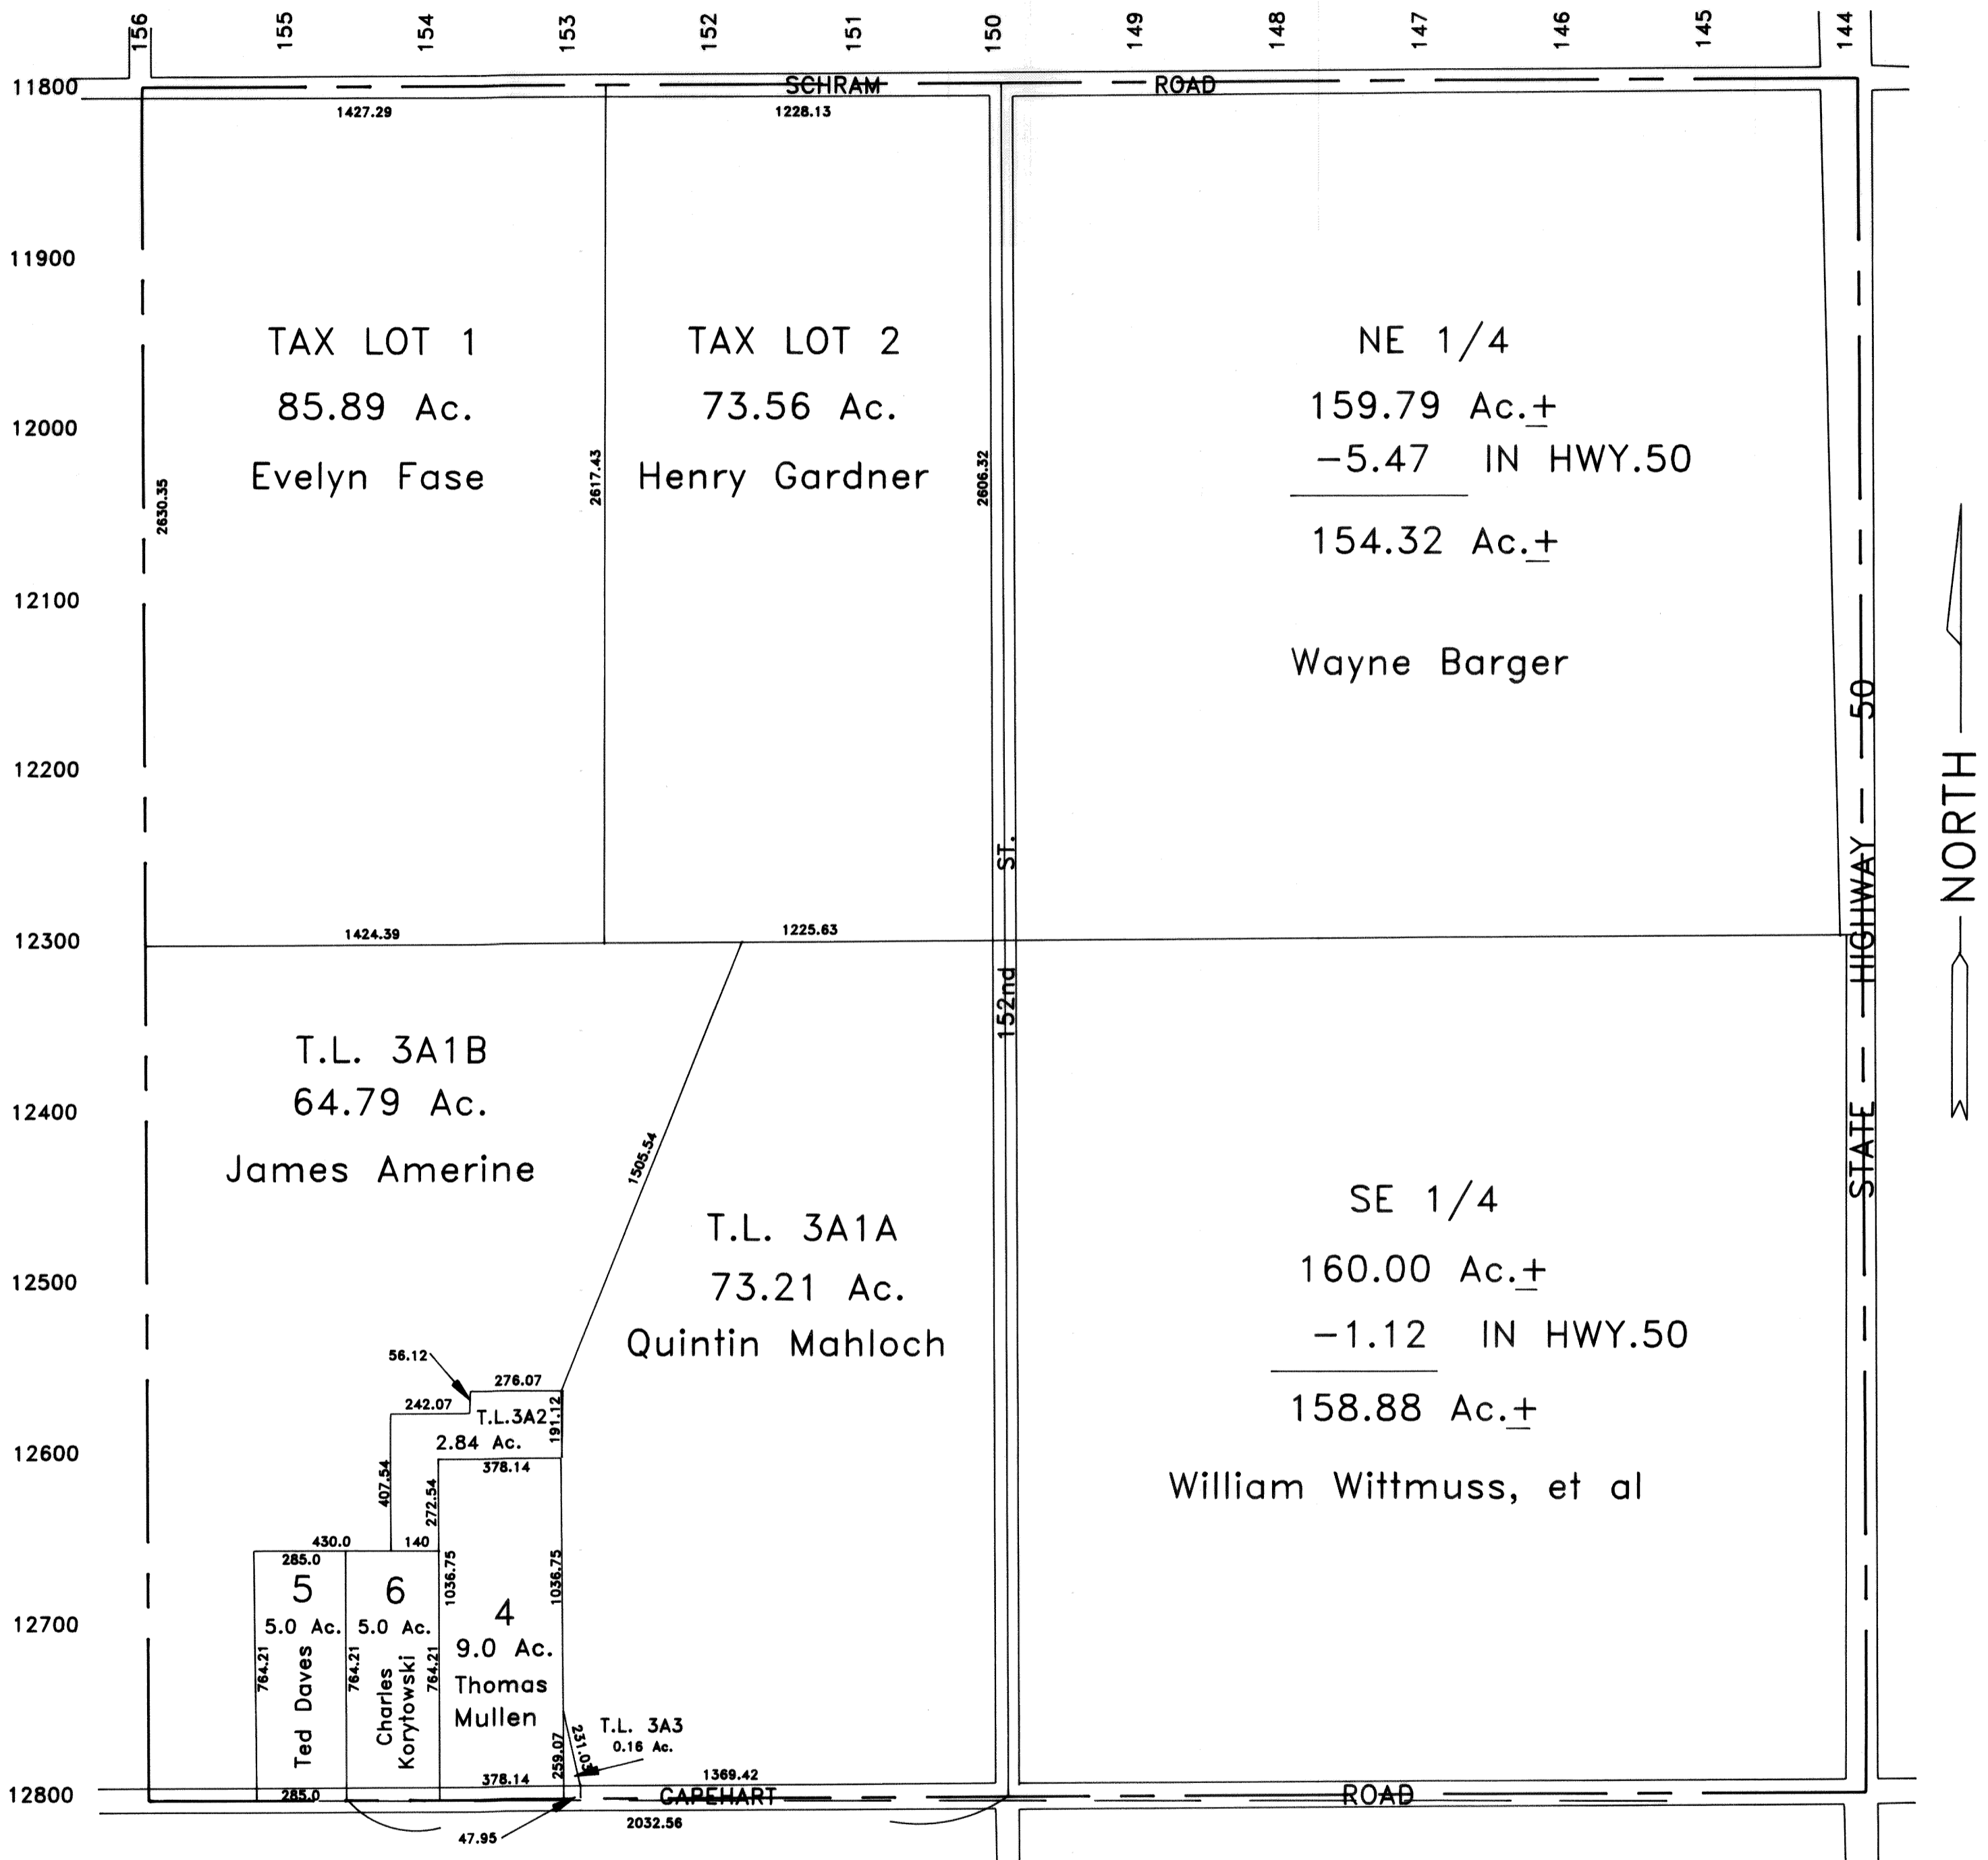 156 155 154 153 152 151 150 149 148 147 146 145 144
11800
SCHRAM ROAD
1427.29
1228.13
11900
TAX LOT 1
85.89 Ac.
Evelyn Fase
TAX LOT 2
73.56 Ac.
Henry Gardner
NE 1/4
159.79 Ac.±
-5.47 IN HWY.50
154.32 Ac.±
Wayne Barger
12000
2630.35
2617.43
2606.32
12100
12200
12300
1424.39
1225.63
152nd ST.
STATE HIGHWAY 50
NORTH
T.L. 3A1B
64.79 Ac.
James Amerine
12400
1505.54
T.L. 3A1A
73.21 Ac.
Quintin Mahloch
SE 1/4
160.00 Ac.±
-1.12 IN HWY.50
158.88 Ac.±
William Wittmuss, et al
12500
56.12
276.07
242.07
T.L.3A2
191.12
2.84 Ac.
12600
378.14
407.54
272.54
430.0
140
285.0
1036.75
1036.75
5
5.0 Ac.
Ted Daves
764.21
6
5.0 Ac.
Charles
Korytowski
764.21
764.21
4
9.0 Ac.
Thomas
Mullen
12700
259.07
T.L. 3A3
0.16 Ac.
12800
285.0
378.14
1369.42
CAPEHART ROAD
47.95
2032.56